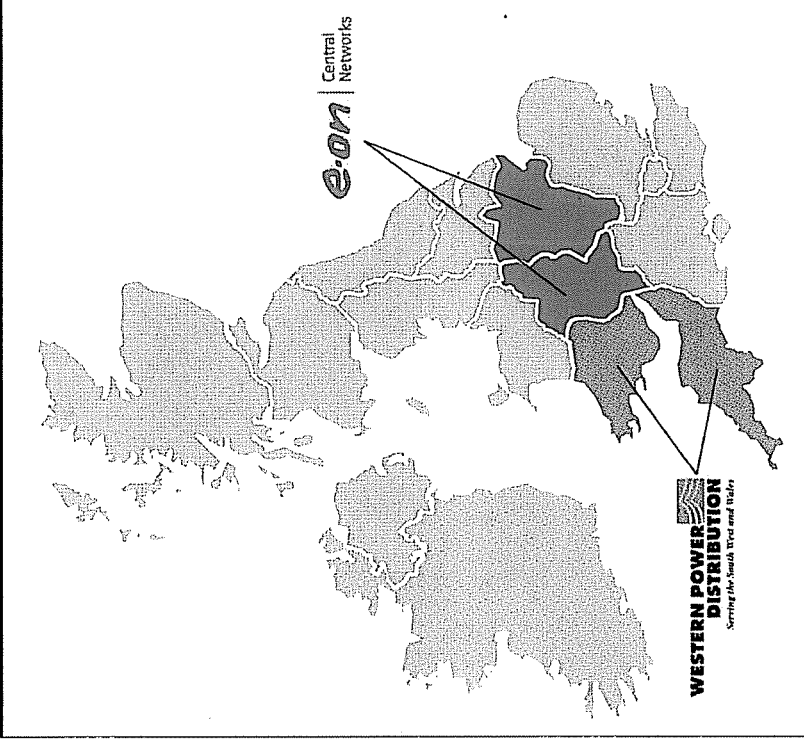 e·on | Central
Networks
WESTERN POWER
DISTRIBUTION
Serving the South West and Wales